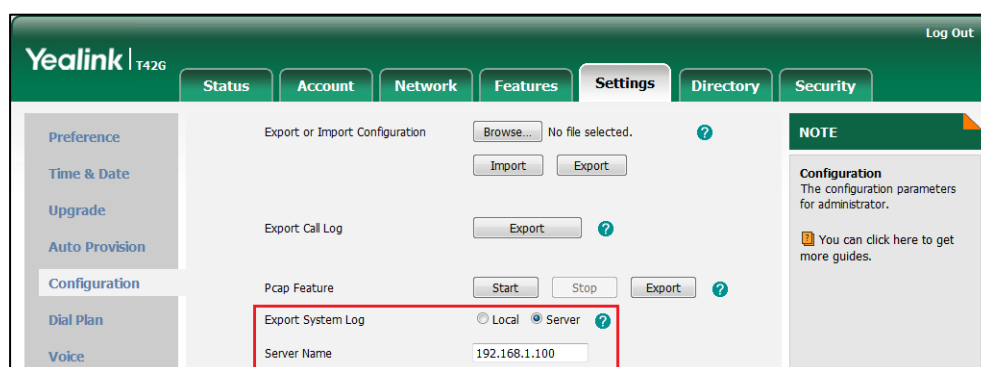 Log Out
Yealink T42G
Status Account Network Features Settings Directory Security
Preference
Time & Date
Upgrade
Auto Provision
Configuration
Dial Plan
Voice
Export or Import Configuration Browse... No file selected. ?
Import Export
Export Call Log Export ?
Pcap Feature Start Stop Export ?
Export System Log Local Server ?
Server Name 192.168.1.100
NOTE
Configuration
The configuration parameters
for administrator.
? You can click here to get
more guides.